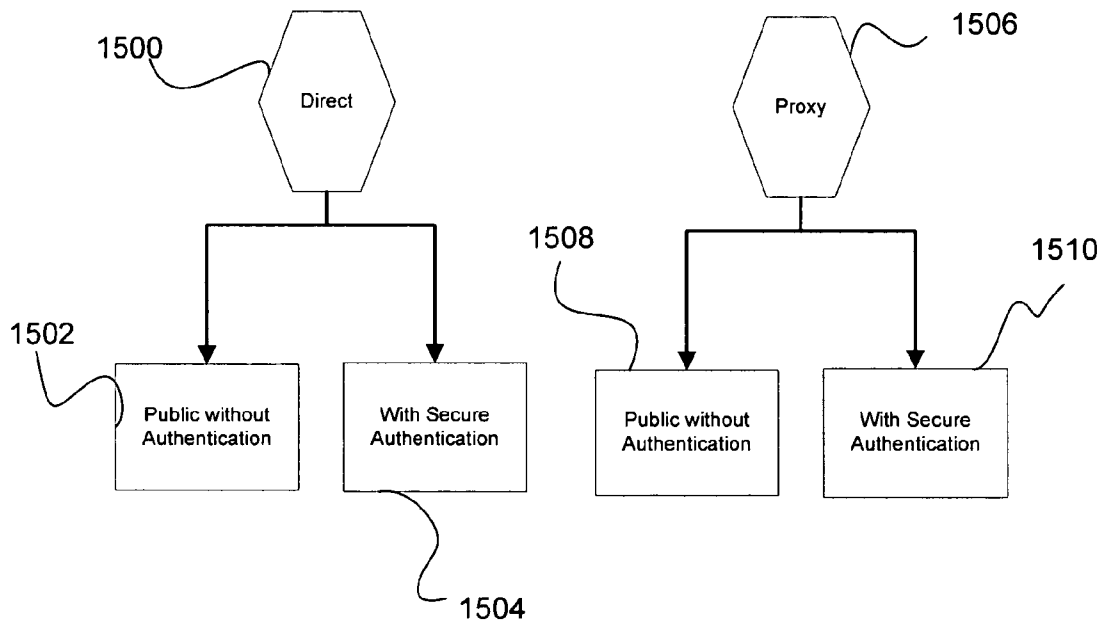 1500
Direct
1506
Proxy
1502
Public without
Authentication
With Secure
Authentication
1504
1508
Public without
Authentication
1510
With Secure
Authentication